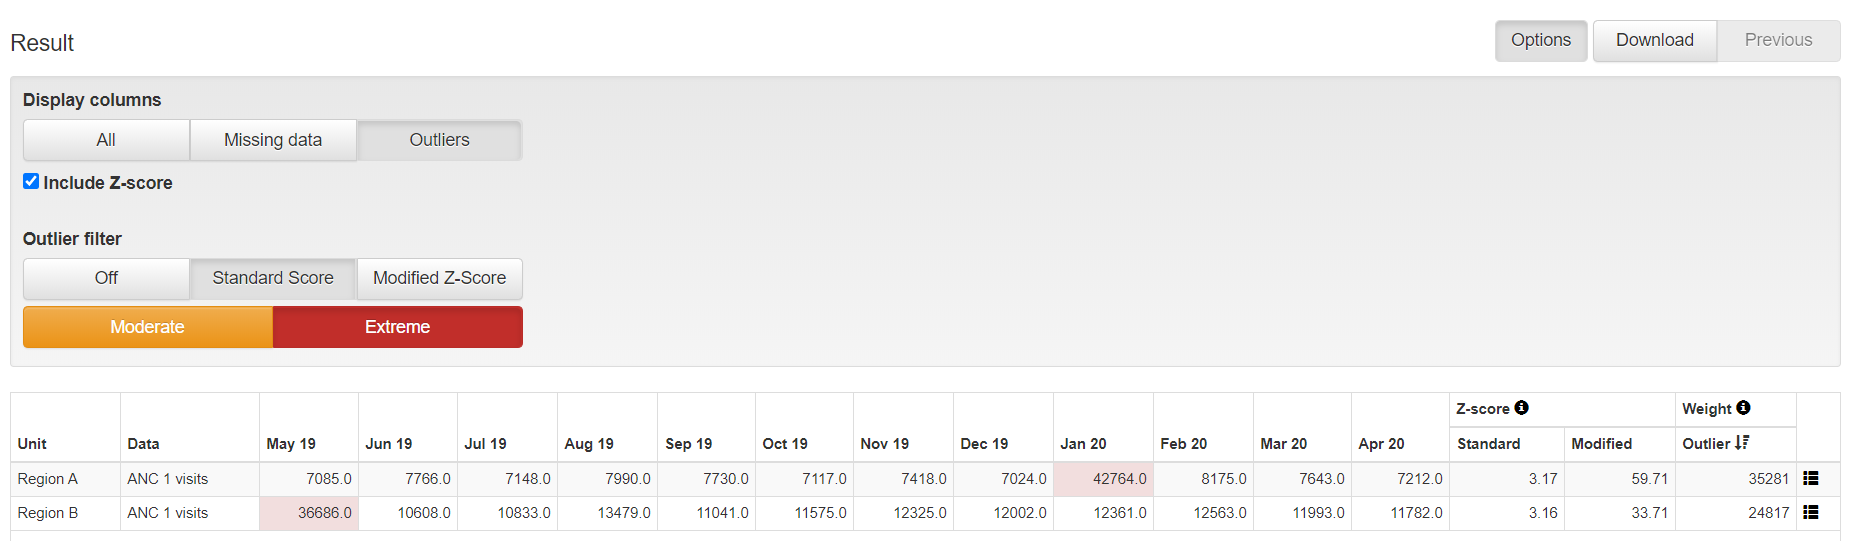 Result
Options Download Previous
Display columns
All Missing data Outliers
Include Z-score
Outlier filter
Off Standard Score Modified Z-Score
Moderate Extreme
Z-score Weight
Unit Data May 19 Jun 19 Jul 19 Aug 19 Sep 19 Oct 19 Nov 19 Dec 19 Jan 20 Feb 20 Mar 20 Apr 20 Standard Modified Outlier
Region A ANC 1 visits 7085.0 7766.0 7148.0 7990.0 7730.0 7117.0 7418.0 7024.0 42764.0 8175.0 7643.0 7212.0 3.17 59.71 35281
Region B ANC 1 visits 36686.0 10608.0 10833.0 13479.0 11041.0 11575.0 12325.0 12002.0 12361.0 12563.0 11993.0 11782.0 3.16 33.71 24817